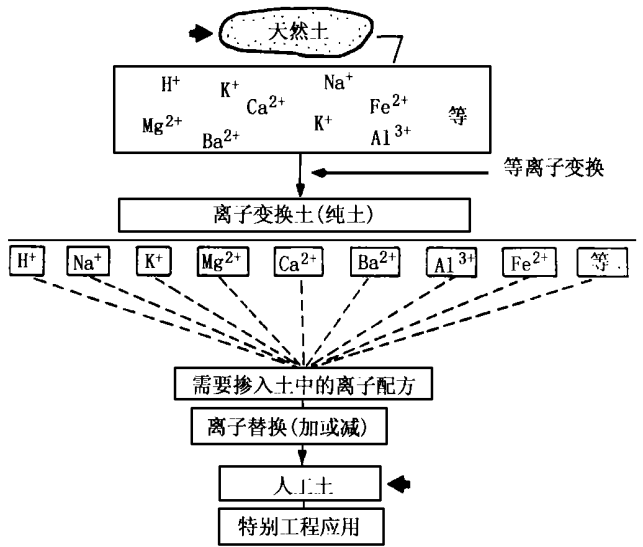 天然土
H⁺ K⁺ Na⁺
Ca²⁺ Fe²⁺
Mg²⁺ K⁺ 等
Ba²⁺ Al³⁺
等离子变换
离子变换土(纯土)
H⁺ Na⁺ K⁺ Mg²⁺ Ca²⁺ Ba²⁺ Al³⁺ Fe²⁺ 等
需要掺入土中的离子配方
离子替换(加或减)
人工土
特别工程应用